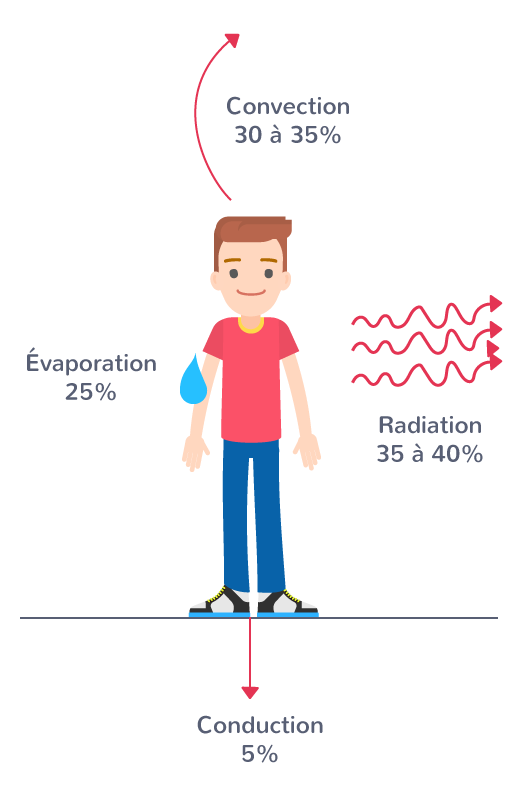 Convection
30 à 35%
Évaporation
25%
Radiation
35 à 40%
Conduction
5%